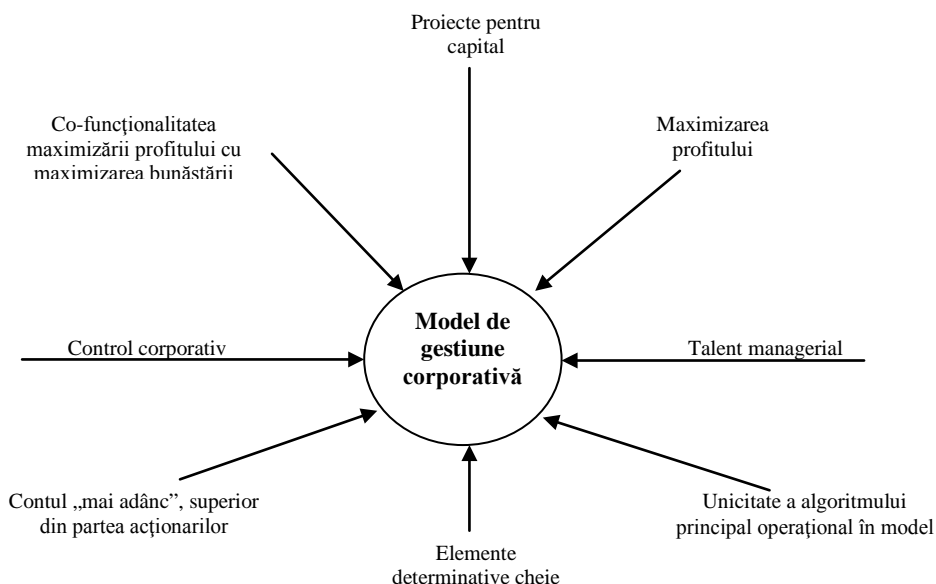 Proiecte pentru
capital
Co-funcţionalitatea
maximizării profitului cu
maximizarea bunăstării
Maximizarea
profitului
Model de
gestiune
corporativă
Control corporativ
Talent managerial
Contul „mai adânc”, superior
din partea acţionarilor
Unicitate a algoritmului
principal operaţional în model
Elemente
determinative cheie